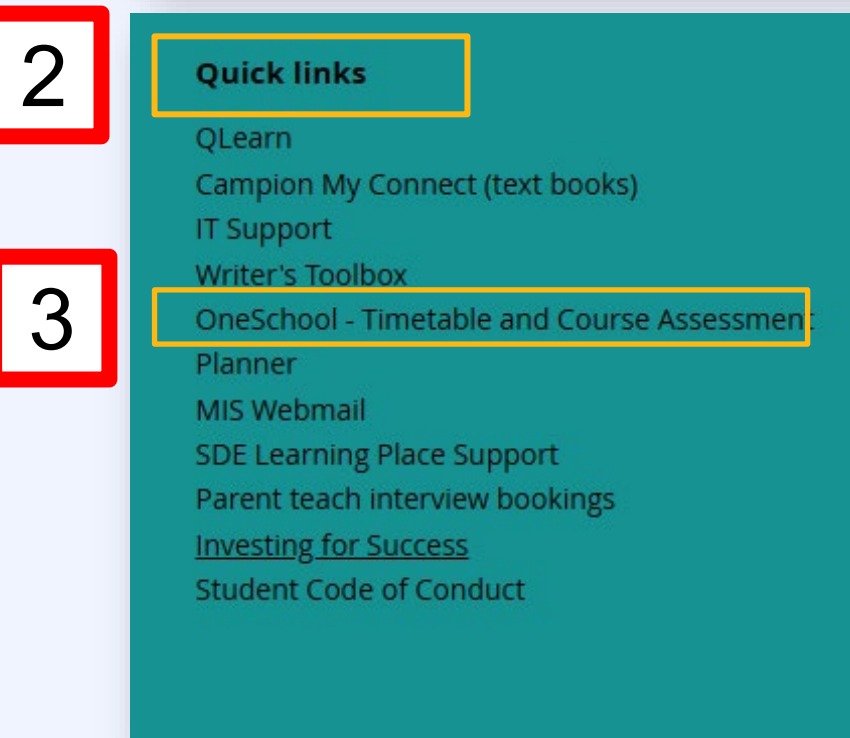 2
Quick links
QLearn
Campion My Connect (text books)
IT Support
Writer's Toolbox
3
OneSchool - Timetable and Course Assessment
Planner
MIS Webmail
SDE Learning Place Support
Parent teach interview bookings
Investing for Success
Student Code of Conduct